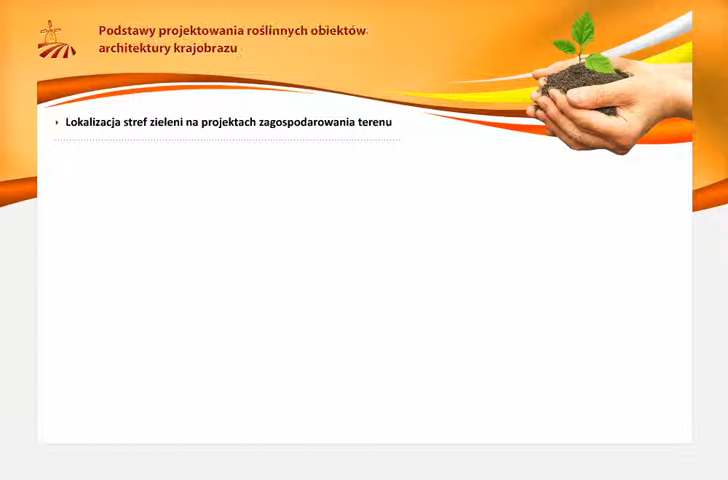 Podstawy projektowania roślinnych obiektów
architektury krajobrazu
Lokalizacja stref zieleni na projektach zagospodarowania terenu